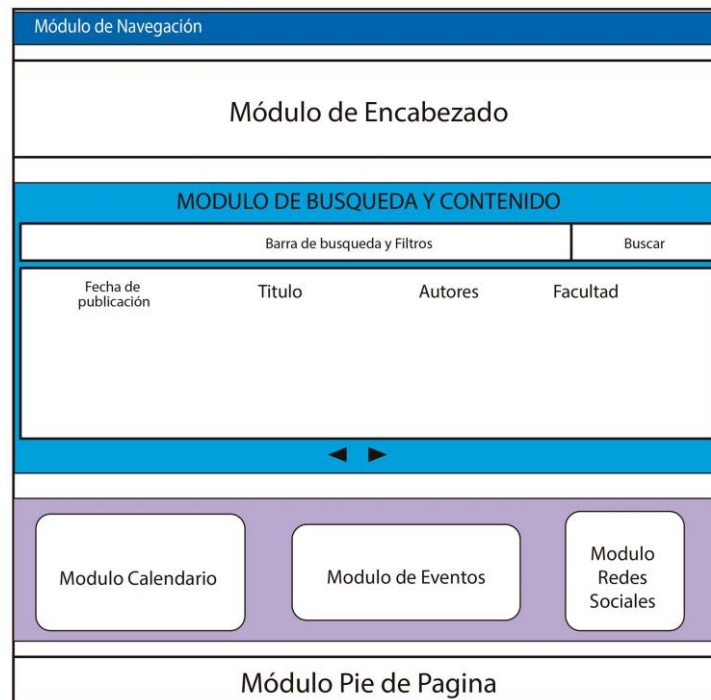 Módulo de Navegación
Módulo de Encabezado
MODULO DE BUSQUEDA Y CONTENIDO
Barra de busqueda y Filtros
Buscar
Fecha de
publicación
Titulo
Autores
Facultad
Modulo Calendario
Modulo de Eventos
Modulo
Redes
Sociales
Módulo Pie de Pagina